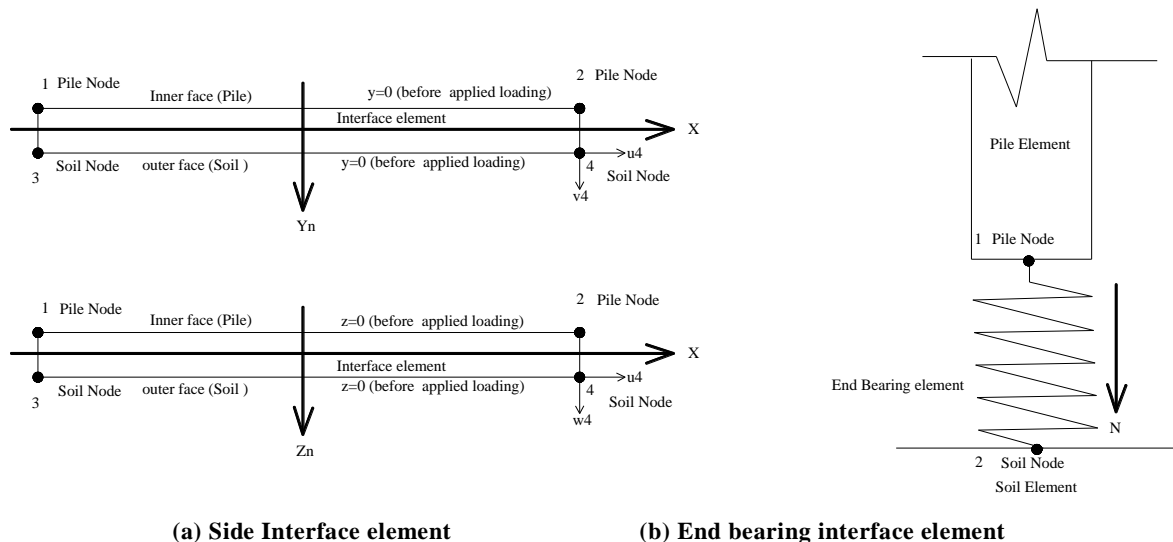 1 Pile Node
2 Pile Node
Inner face (Pile)
y=0 (before applied loading)
Interface element
X
Soil Node
outer face (Soil )
y=0 (before applied loading)
u4
3
4
Soil Node
v4
Yn
1 Pile Node
2 Pile Node
Inner face (Pile)
z=0 (before applied loading)
X
Interface element
Soil Node
outer face (Soil )
z=0 (before applied loading)
u4
3
4
Soil Node
w4
Zn
(a) Side Interface element
Pile Element
1 Pile Node
End Bearing element
N
2 Soil Node
Soil Element
(b) End bearing interface element